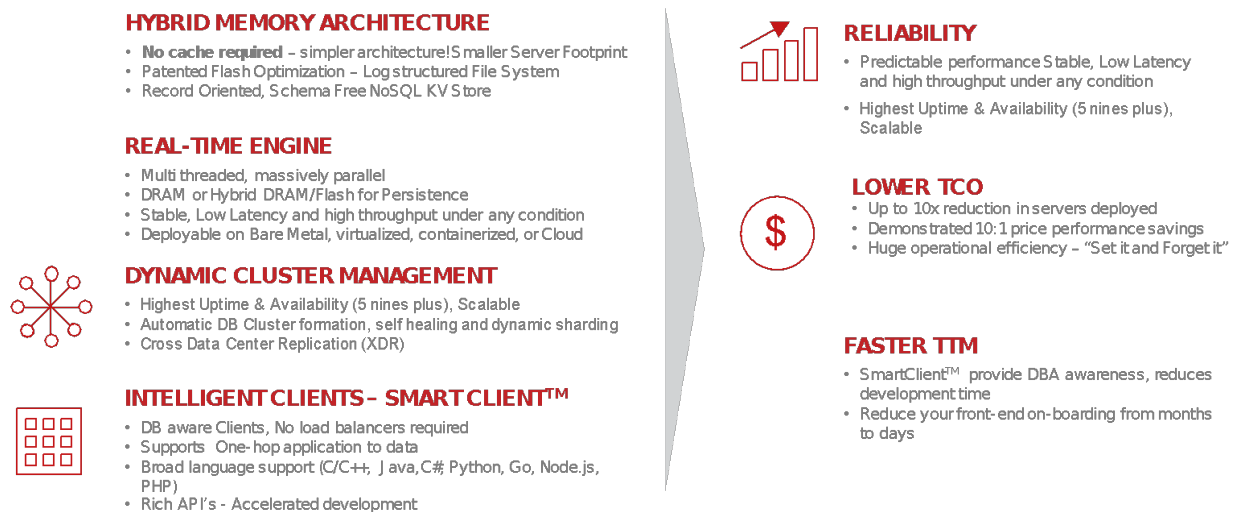 HYBRID MEMORY ARCHITECTURE
• No cache required – simpler architecture! Smaller Server Footprint
• Patented Flash Optimization – Log structured File System
• Record Oriented, Schema Free NoSQL KV Store
REAL-TIME ENGINE
• Multi threaded, massively parallel
• DRAM or Hybrid DRAM/Flash for Persistence
• Stable, Low Latency and high throughput under any condition
• Deployable on Bare Metal, virtualized, containerized, or Cloud
DYNAMIC CLUSTER MANAGEMENT
• Highest Uptime & Availability (5 nines plus), Scalable
• Automatic DB Cluster formation, self healing and dynamic sharding
• Cross Data Center Replication (XDR)
INTELLIGENT CLIENTS – SMART CLIENT™
• DB aware Clients, No load balancers required
• Supports One-hop application to data
• Broad language support (C/C++, Java, C#, Python, Go, Node.js,
PHP)
• Rich API's - Accelerated development
RELIABILITY
• Predictable performance Stable, Low Latency
and high throughput under any condition
• Highest Uptime & Availability (5 nines plus),
Scalable
$
LOWER TCO
• Up to 10x reduction in servers deployed
• Demonstrated 10:1 price performance savings
• Huge operational efficiency – “Set it and Forget it”
FASTER TTM
• SmartClient™ provide DBA awareness, reduces
development time
• Reduce your front-end on-boarding from months
to days